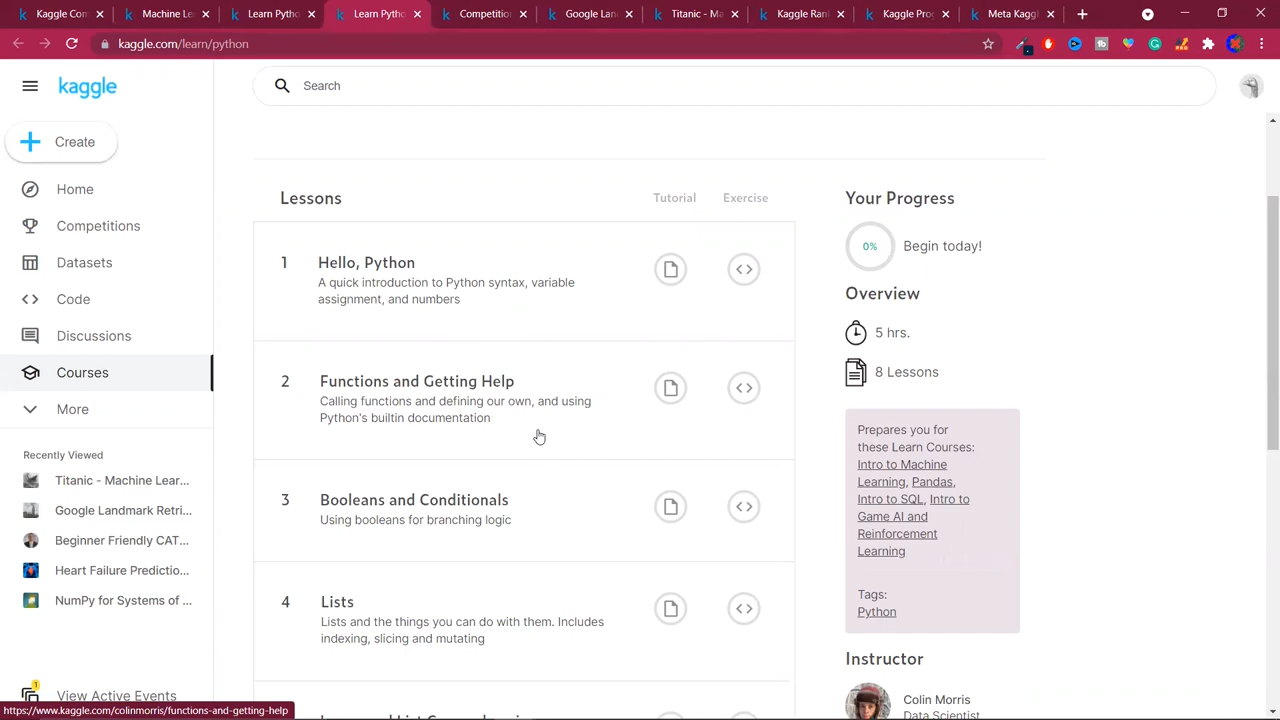 Kaggle Com
Machine Le
Learn Pytho
Learn Pytho
Competition
Google Lan
Titanic - Ma
Kaggle Ran
Kaggle Pro
Meta Kaggl
kaggle.com/learn/python
kaggle
Search
Create
Home
Competitions
Datasets
Code
Discussions
Courses
More
Recently Viewed
Titanic - Machine Lear...
Google Landmark Retri...
Beginner Friendly CAT...
Heart Failure Predictio...
NumPy for Systems of ...
1
View Active Events
https://www.kaggle.com/colinmorris/functions-and-getting-help
Lessons
Tutorial
Exercise
1
Hello, Python
A quick introduction to Python syntax, variable
assignment, and numbers
2
Functions and Getting Help
Calling functions and defining our own, and using
Python's builtin documentation
3
Booleans and Conditionals
Using booleans for branching logic
4
Lists
Lists and the things you can do with them. Includes
indexing, slicing and mutating
Your Progress
0%
Begin today!
Overview
5 hrs.
8 Lessons
Prepares you for
these Learn Courses:
Intro to Machine
Learning, Pandas,
Intro to SQL, Intro to
Game AI and
Reinforcement
Learning
Tags:
Python
Instructor
Colin Morris
Data Scientist